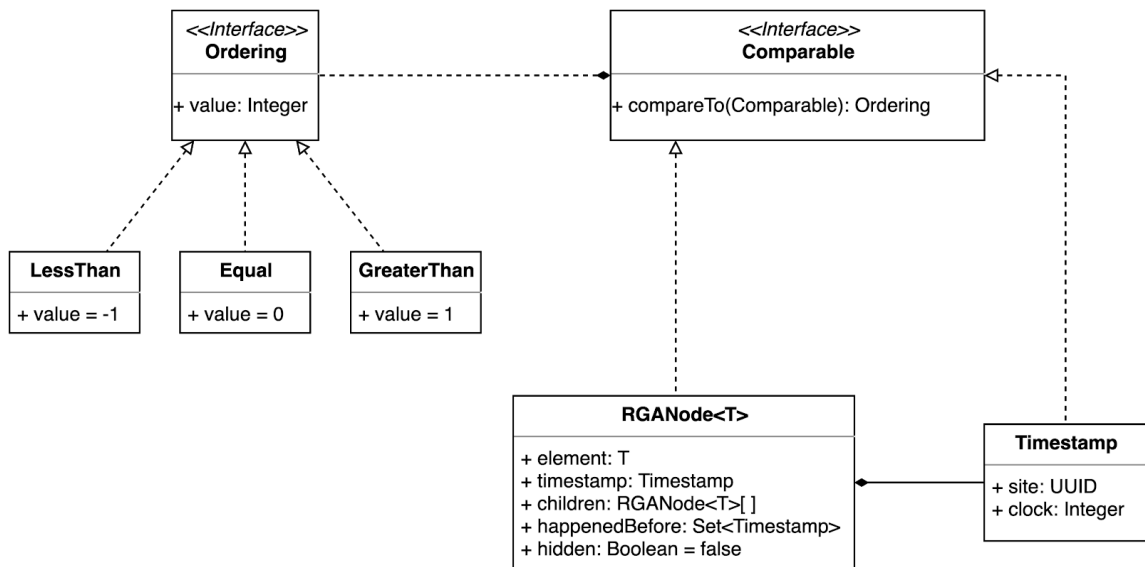 <<Interface>>
Ordering
+ value: Integer
<<Interface>>
Comparable
+ compareTo(Comparable): Ordering
LessThan
+ value = -1
Equal
+ value = 0
GreaterThan
+ value = 1
RGANode<T>
+ element: T
+ timestamp: Timestamp
+ children: RGANode<T>[ ]
+ happenedBefore: Set<Timestamp>
+ hidden: Boolean = false
Timestamp
+ site: UUID
+ clock: Integer